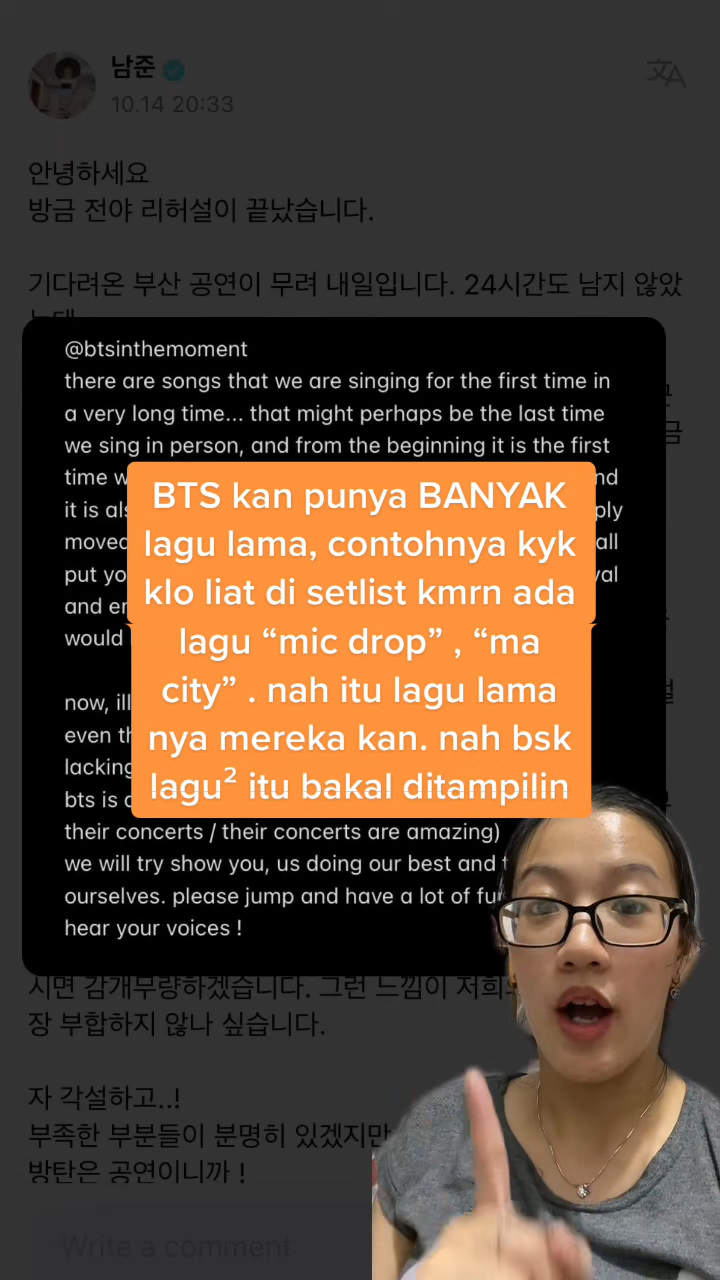 남준
10.14 20:33
안녕하세요
방금 전야 리허설이 끝났습니다.
기다려온 부산 공연이 무려 내일입니다. 24시간도 남지 않았
@btsinthemoment
there are songs that we are singing for the first time in
a very long time... that might perhaps be the last time
we sing in person, and from the beginning it is the first
time
it is
put
and
would
BTS kan punya BANYAK
lagu lama, contohnya kyk
klo liat di setlist kmrn ada
lagu “mic drop” , “ma
city” . nah itu lagu lama
nya mereka kan. nah bsk
lagu² itu bakal ditampilin
now,
even
lacking
bts is
their concerts / their concerts are amazing)
we will try show you, us doing our best and
ourselves. please jump and have a lot of
hear your voices !
시면 감개무량하겠습니다. 그런 느낌이
장 부합하지 않나 싶습니다.
자 각설하고..!
부족한 부분들이 분명히 있겠지만
방탄은 공연이니까 !
Write a comment